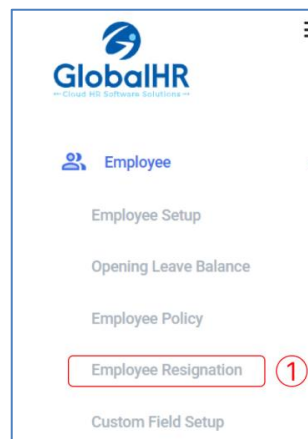 GlobalHR
Cloud HR Software Solutions
Employee
Employee Setup
Opening Leave Balance
Employee Policy
Employee Resignation 1
Custom Field Setup